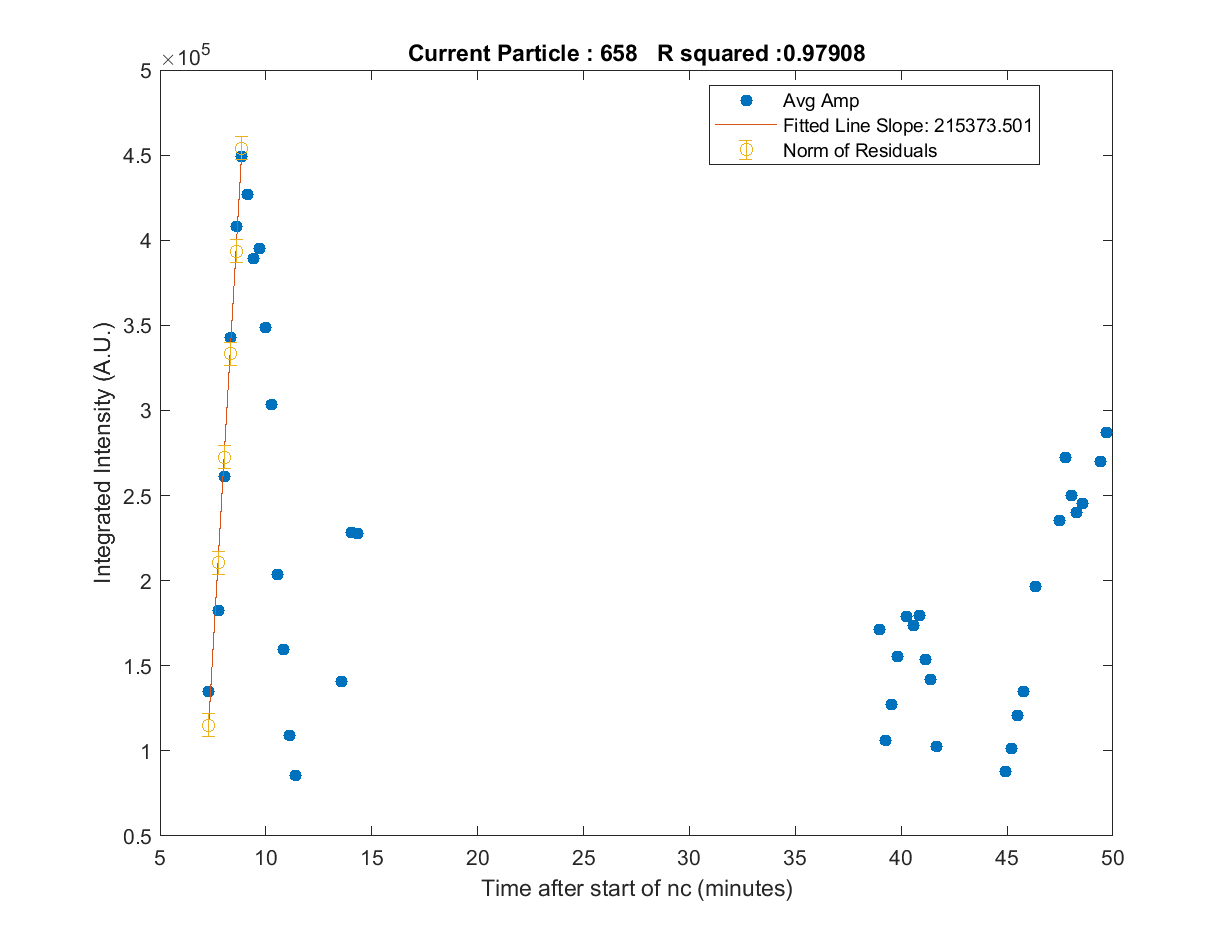 Current Particle : 658 R squared :0.97908
×10^5
5
4.5
4
3.5
3
2.5
2
1.5
1
0.5
Integrated Intensity (A.U.)
Avg Amp
Fitted Line Slope: 215373.501
Norm of Residuals
5 10 15 20 25 30 35 40 45 50
Time after start of nc (minutes)